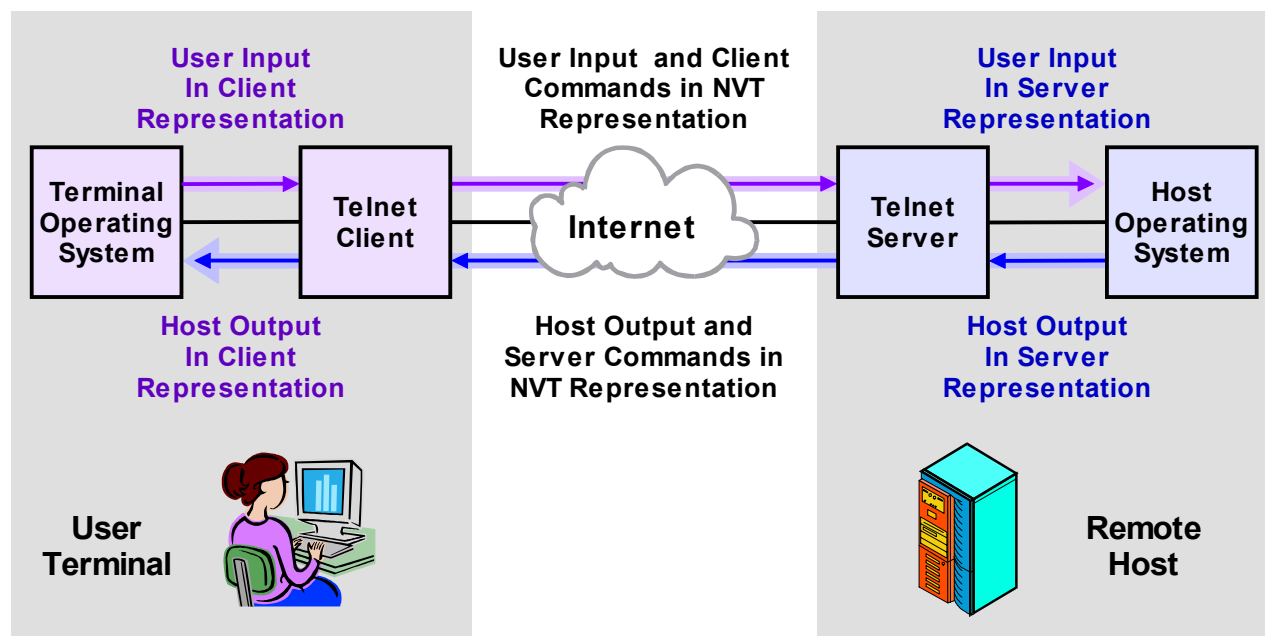 User Input
In Client
Representation
User Input and Client
Commands in NVT
Representation
User Input
In Server
Representation
Terminal
Operating
System
Telnet
Client
Internet
Telnet
Server
Host
Operating
System
Host Output
In Client
Representation
Host Output and
Server Commands in
NVT Representation
Host Output
In Server
Representation
User
Terminal
Remote
Host